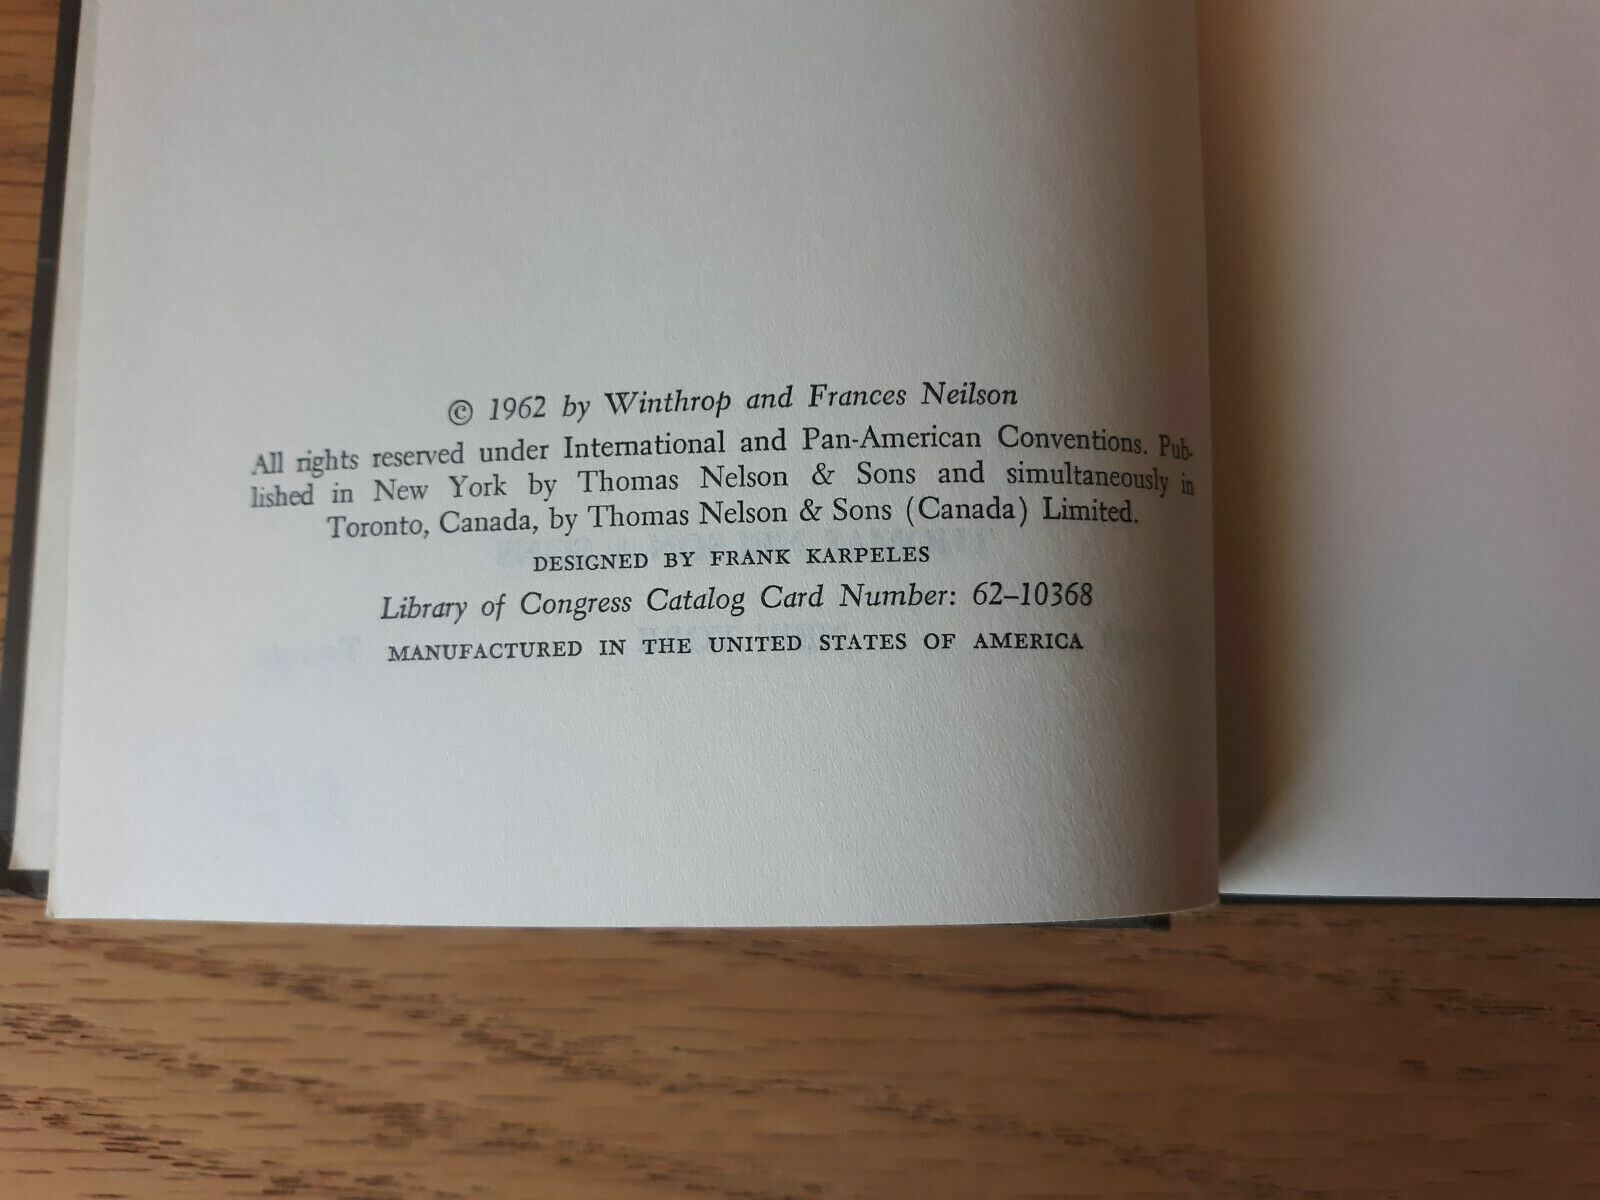 © 1962 by Winthrop and Frances Neilson
All rights reserved under International and Pan-American Conventions. Pub-
lished in New York by Thomas Nelson & Sons and simultaneously in
Toronto, Canada, by Thomas Nelson & Sons (Canada) Limited.
DESIGNED BY FRANK KARPELES
Library of Congress Catalog Card Number: 62–10368
MANUFACTURED IN THE UNITED STATES OF AMERICA